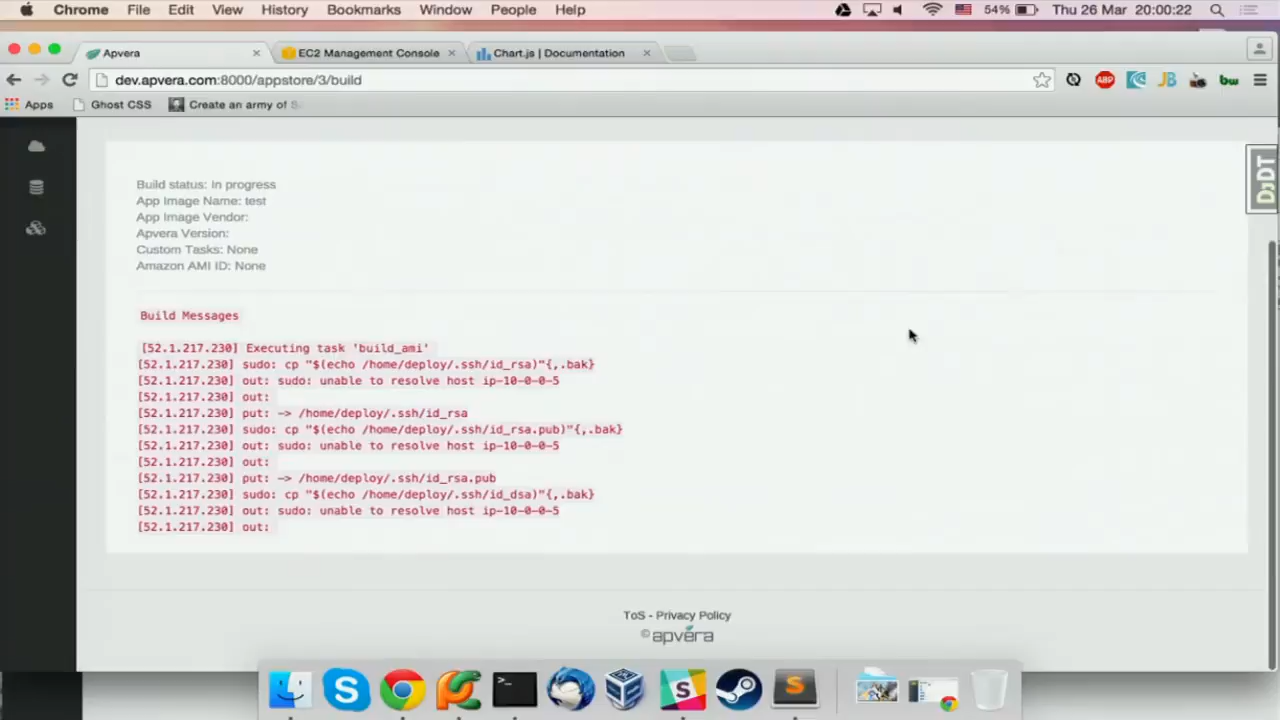 Chrome File Edit View History Bookmarks Window People Help 54% Thu 26 Mar 20:00:22
Apvera EC2 Management Console Chart.js | Documentation
dev.apvera.com:8000/appstore/3/build ABP JB bw
Apps Ghost CSS Create an army of
DjDT
Build status: In progress
App Image Name: test
App Image Vendor:
Apvera Version:
Custom Tasks: None
Amazon AMI ID: None
Build Messages
[52.1.217.230] Executing task 'build_ami'
[52.1.217.230] sudo: cp "$(echo /home/deploy/.ssh/id_rsa)"{,.bak}
[52.1.217.230] out: sudo: unable to resolve host ip-10-0-0-5
[52.1.217.230] out:
[52.1.217.230] put: -> /home/deploy/.ssh/id_rsa
[52.1.217.230] sudo: cp "$(echo /home/deploy/.ssh/id_rsa.pub)"{,.bak}
[52.1.217.230] out: sudo: unable to resolve host ip-10-0-0-5
[52.1.217.230] out:
[52.1.217.230] put: -> /home/deploy/.ssh/id_rsa.pub
[52.1.217.230] sudo: cp "$(echo /home/deploy/.ssh/id_dsa)"{,.bak}
[52.1.217.230] out: sudo: unable to resolve host ip-10-0-0-5
[52.1.217.230] out:
ToS - Privacy Policy
© apvera